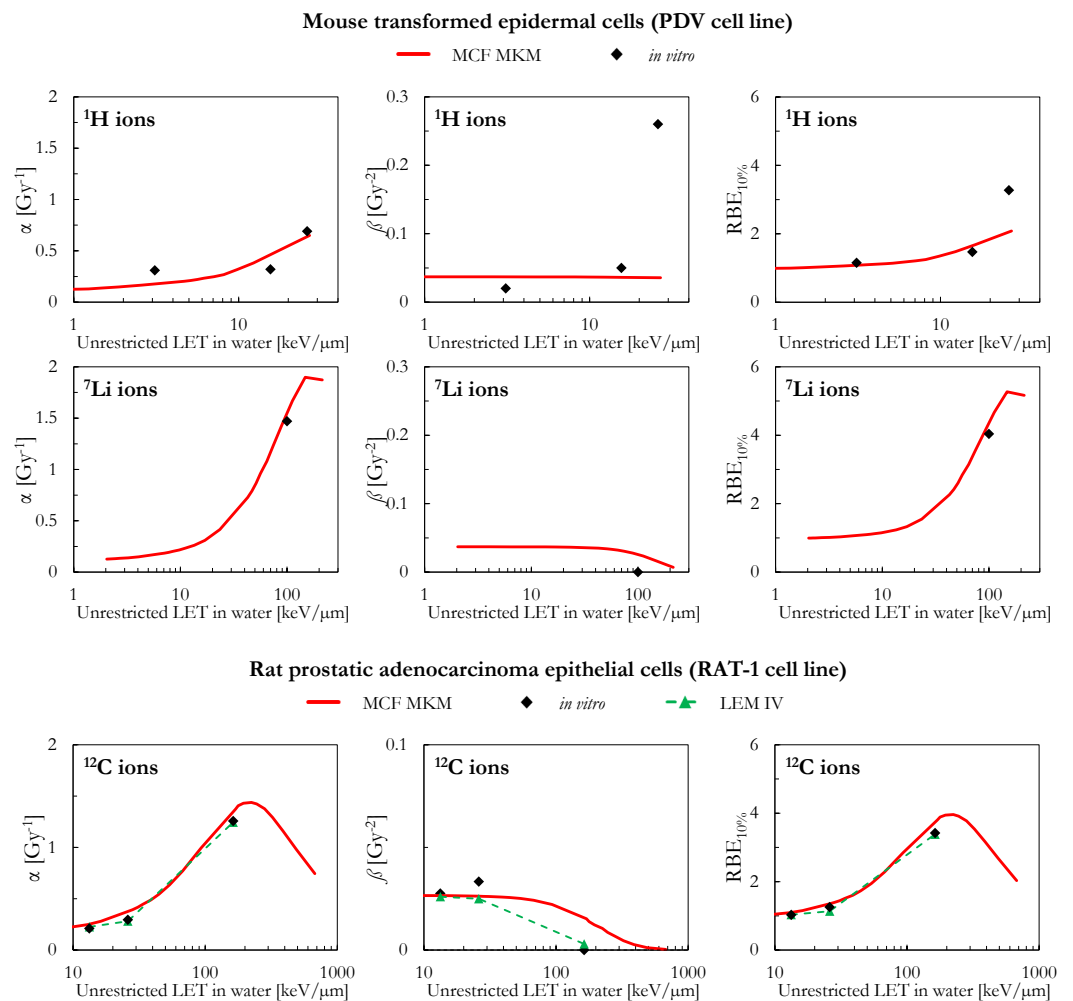 Mouse transformed epidermal cells (PDV cell line)
MCF MKM in vitro
¹H ions
α [Gy⁻¹]
2
1.5
1
0.5
0
1 10
Unrestricted LET in water [keV/μm]
¹H ions
β [Gy⁻²]
0.3
0.2
0.1
0
1 10
Unrestricted LET in water [keV/μm]
¹H ions
RBE₁₀%
6
4
2
0
1 10
Unrestricted LET in water [keV/μm]
⁷Li ions
α [Gy⁻¹]
2
1.5
1
0.5
0
1 10 100
Unrestricted LET in water [keV/μm]
⁷Li ions
β [Gy⁻²]
0.3
0.2
0.1
0
1 10 100
Unrestricted LET in water [keV/μm]
⁷Li ions
RBE₁₀%
6
4
2
0
1 10 100
Unrestricted LET in water [keV/μm]
Rat prostatic adenocarcinoma epithelial cells (RAT-1 cell line)
MCF MKM in vitro LEM IV
¹²C ions
α [Gy⁻¹]
2
1
0
10 100 1000
Unrestricted LET in water [keV/μm]
¹²C ions
β [Gy⁻²]
0.1
0
10 100 1000
Unrestricted LET in water [keV/μm]
¹²C ions
RBE₁₀%
6
4
2
0
10 100 1000
Unrestricted LET in water [keV/μm]